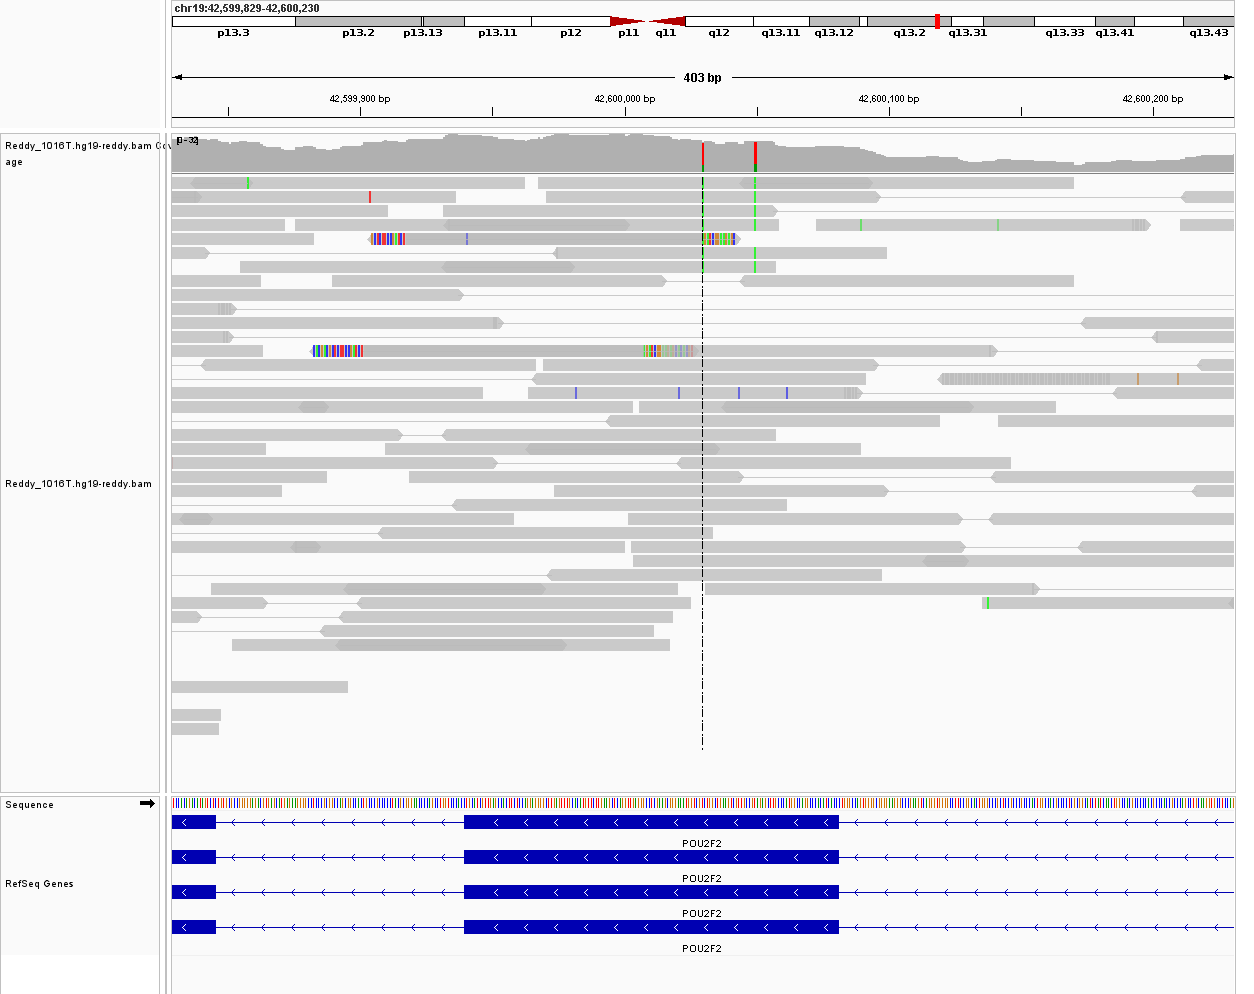 chr19:42,599,829-42,600,230
p13.3 p13.2 p13.13 p13.11 p12 p11 q11 q12 q13.11 q13.12 q13.2 q13.31 q13.33 q13.41 q13.43
403 bp
42,599,900 bp 42,600,000 bp 42,600,100 bp 42,600,200 bp
Reddy_1016T.hg19-reddy.bam
age
Reddy_1016T.hg19-reddy.bam
Sequence
POU2F2
POU2F2
RefSeq Genes
POU2F2
POU2F2